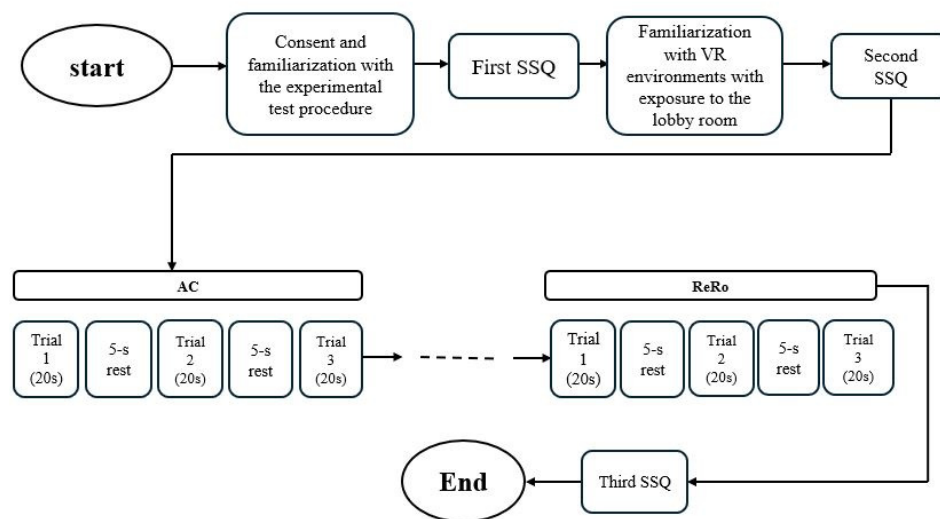 start
Consent and
familiarization with
the experimental
test procedure
First SSQ
Familiarization
with VR
environments with
exposure to the
lobby room
Second
SSQ
AC
Trial
1
(20s)
5-s
rest
Trial
2
(20s)
5-s
rest
Trial
3
(20s)
ReRo
Trial
1
(20s)
5-s
rest
Trial
2
(20s)
5-s
rest
Trial
3
(20s)
End
Third SSQ